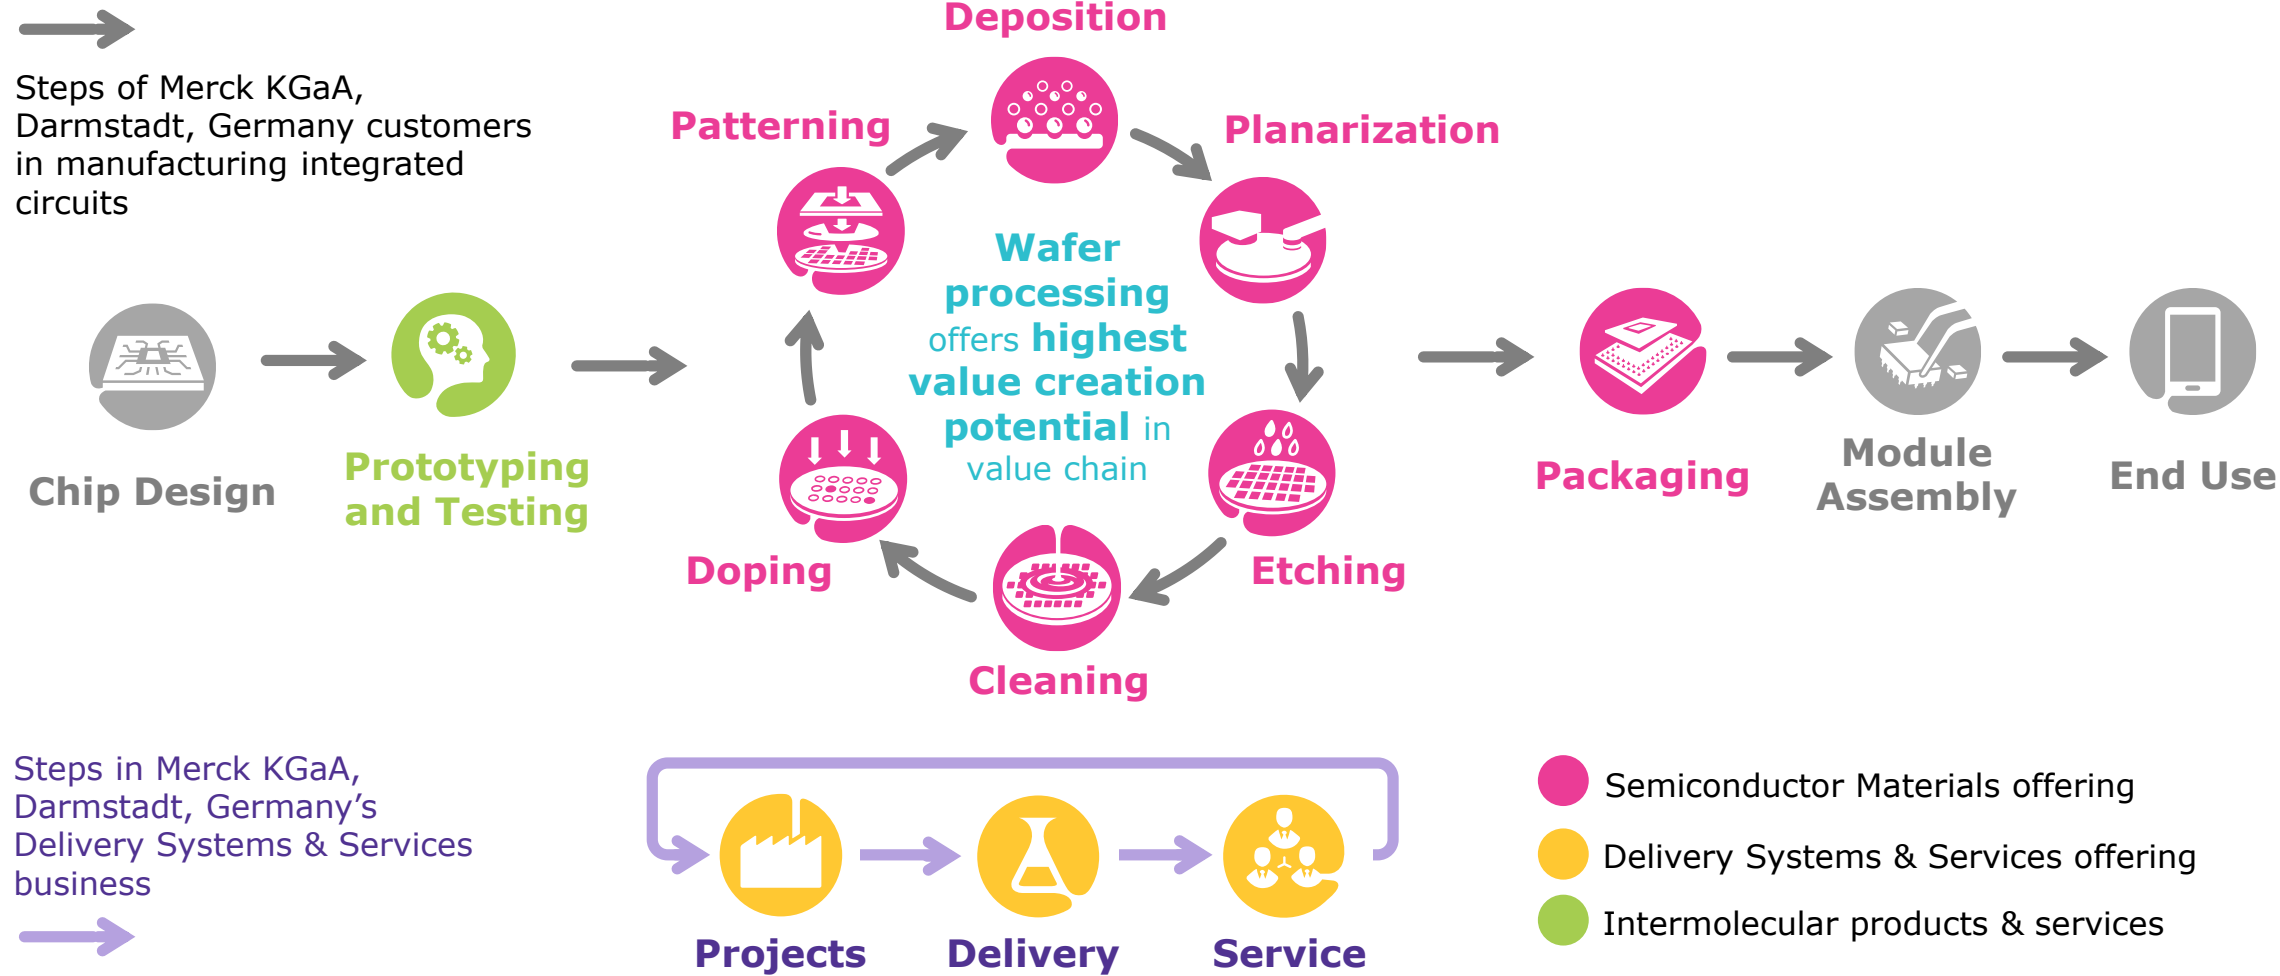 Steps of Merck KGaA,
Darmstadt, Germany customers
in manufacturing integrated
circuits
Deposition
Patterning
Planarization
Wafer
processing
offers highest
value creation
potential in
value chain
Chip Design
Prototyping
and Testing
Doping
Etching
Cleaning
Packaging
Module
Assembly
End Use
Steps in Merck KGaA,
Darmstadt, Germany’s
Delivery Systems & Services
business
Projects
Delivery
Service
Semiconductor Materials offering
Delivery Systems & Services offering
Intermolecular products & services